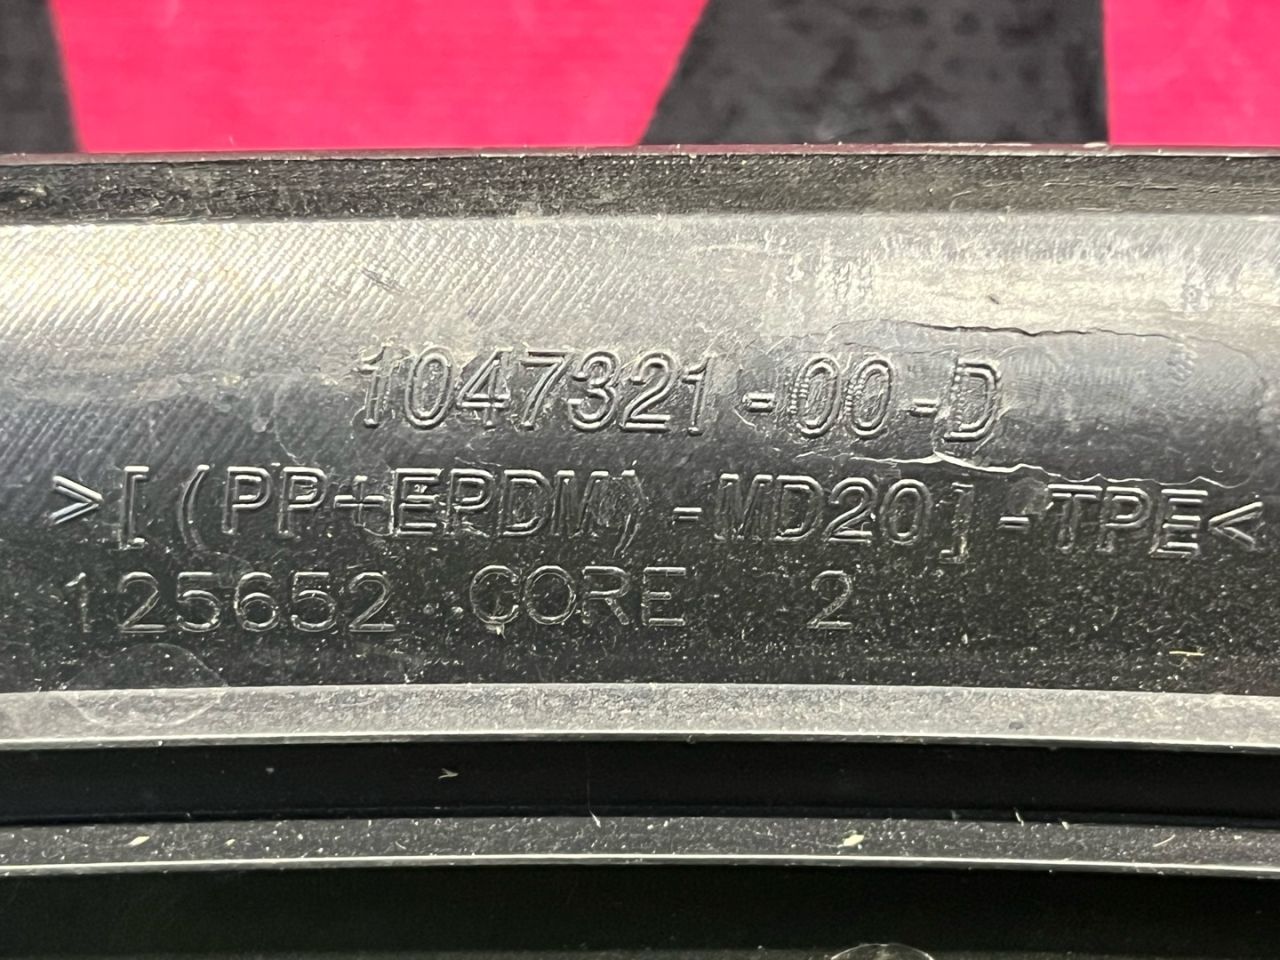 1047321-00-D
>[(PP+EPDM)-MD20]-TPE<
125652 CORE 2